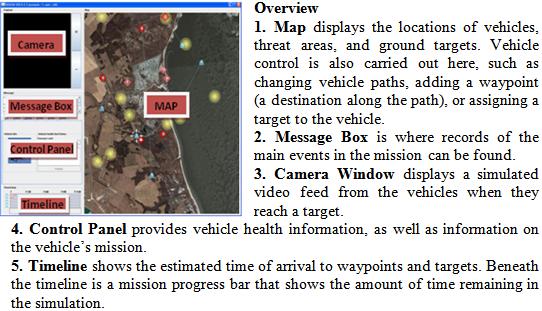 Camera
Message Box
MAP
Control Panel
Timeline
Overview
1. Map displays the locations of vehicles,
threat areas, and ground targets. Vehicle
control is also carried out here, such as
changing vehicle paths, adding a waypoint
(a destination along the path), or assigning a
target to the vehicle.
2. Message Box is where records of the
main events in the mission can be found.
3. Camera Window displays a simulated
video feed from the vehicles when they
reach a target.
4. Control Panel provides vehicle health information, as well as information on
the vehicle's mission.
5. Timeline shows the estimated time of arrival to waypoints and targets. Beneath
the timeline is a mission progress bar that shows the amount of time remaining in
the simulation.